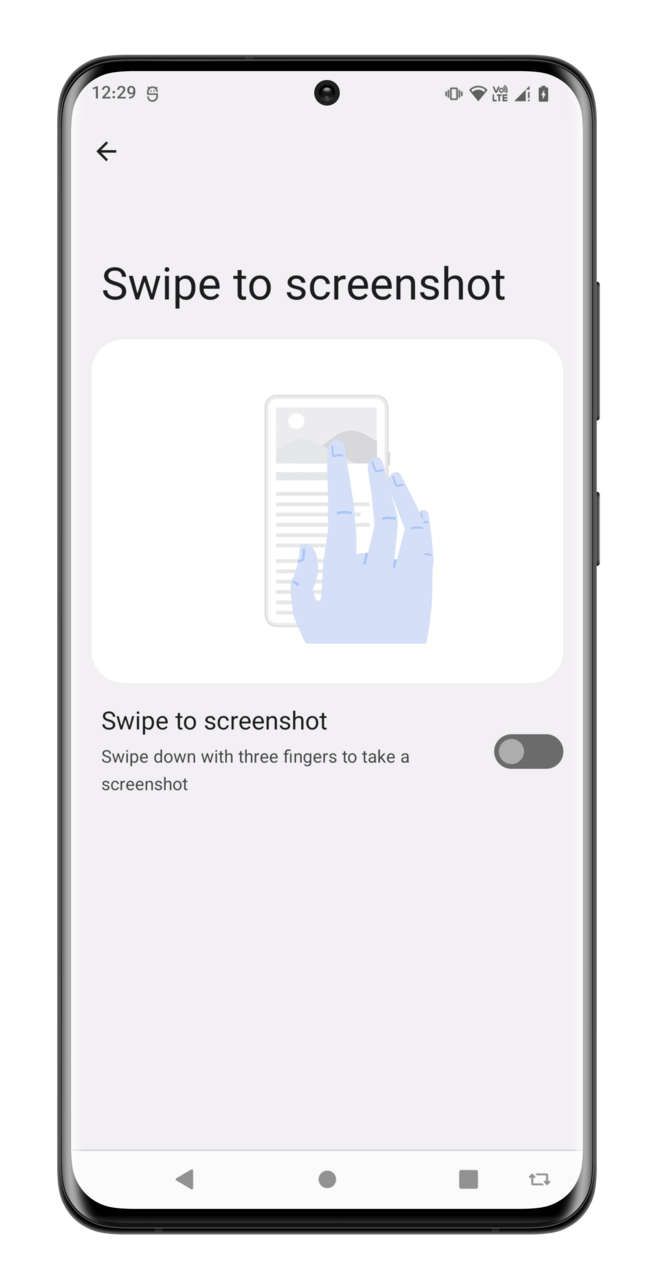 12:29
Vo)
LTE
Swipe to screenshot
Swipe to screenshot
Swipe down with three fingers to take a
screenshot